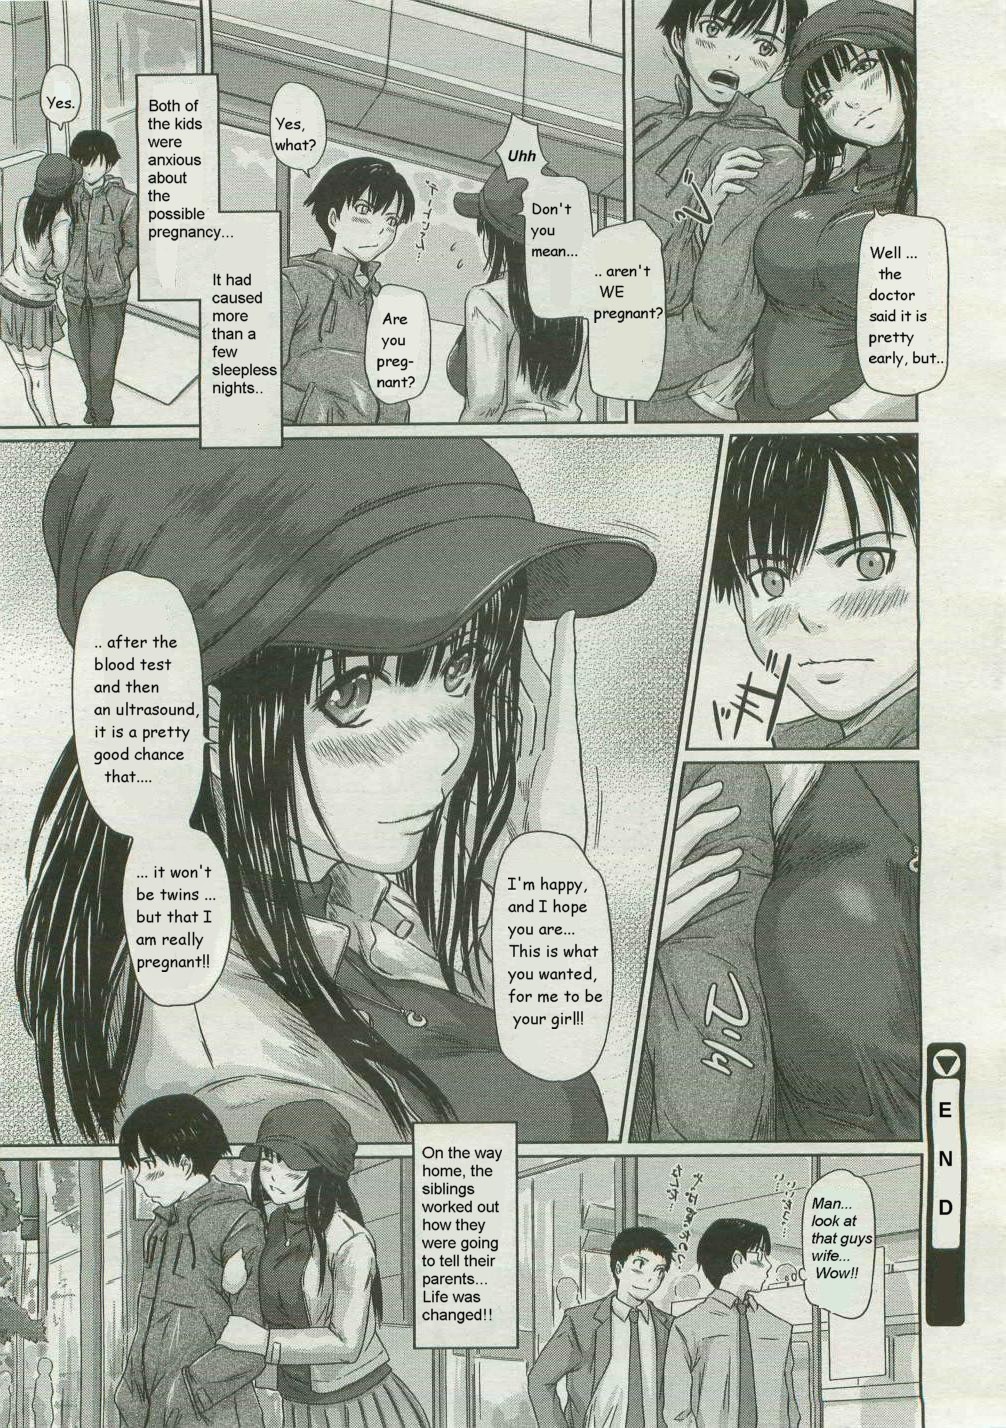 Yes.
Both of
the kids
were
anxious
about
the
possible
pregnancy...
It had
caused
more
than a
few
sleepless
nights..
Yes,
what?
Are
you
preg-
nant?
Uhh
Don't
you
mean...
.. aren't
WE
pregnant?
Well ...
the
doctor
said it is
pretty
early, but..
.. after the
blood test
and then
an ultrasound,
it is a pretty
good chance
that....
... it won't
be twins ...
but that I
am really
pregnant!!
I'm happy,
and I hope
you are...
This is what
you wanted,
for me to be
your girl!!
On the way
home, the
siblings
worked out
how they
were going
to tell their
parents...
Life was
changed!!
Man...
look at
that guys
wife...
Wow!!
END